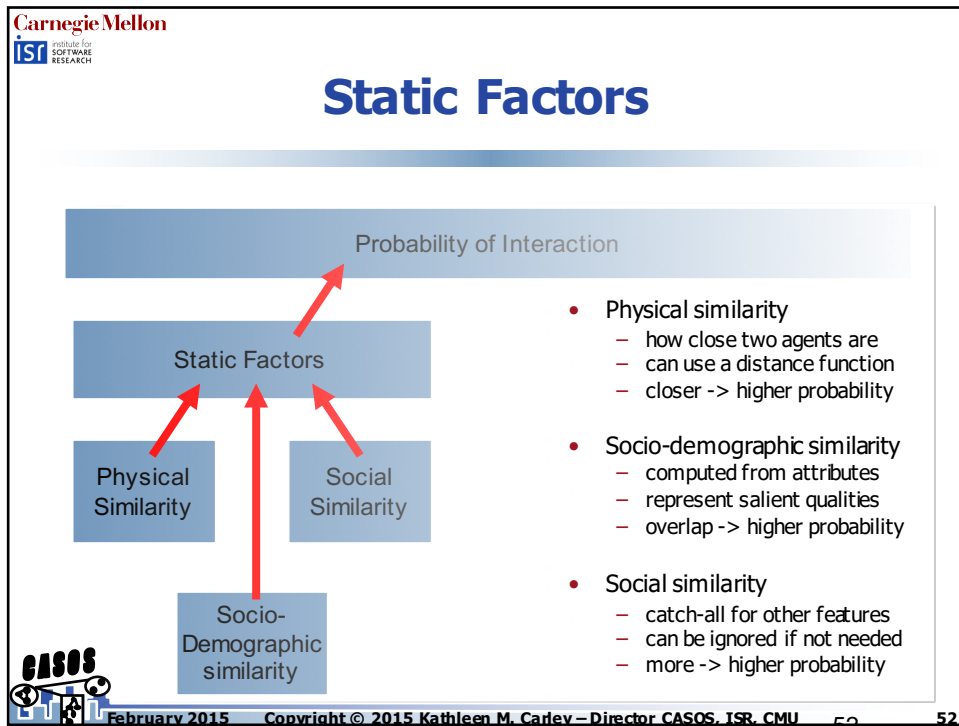 Carnegie Mellon
isr institute for
SOFTWARE
RESEARCH
Static Factors
Probability of Interaction
Static Factors
Physical
Similarity
Social
Similarity
Socio-
Demographic
similarity
• Physical similarity
– how close two agents are
– can use a distance function
– closer -> higher probability
• Socio-demographic similarity
– computed from attributes
– represent salient qualities
– overlap -> higher probability
• Social similarity
– catch-all for other features
– can be ignored if not needed
– more -> higher probability
CASOS
February 2015 Copyright © 2015 Kathleen M. Carley – Director CASOS, ISR, CMU 52 52